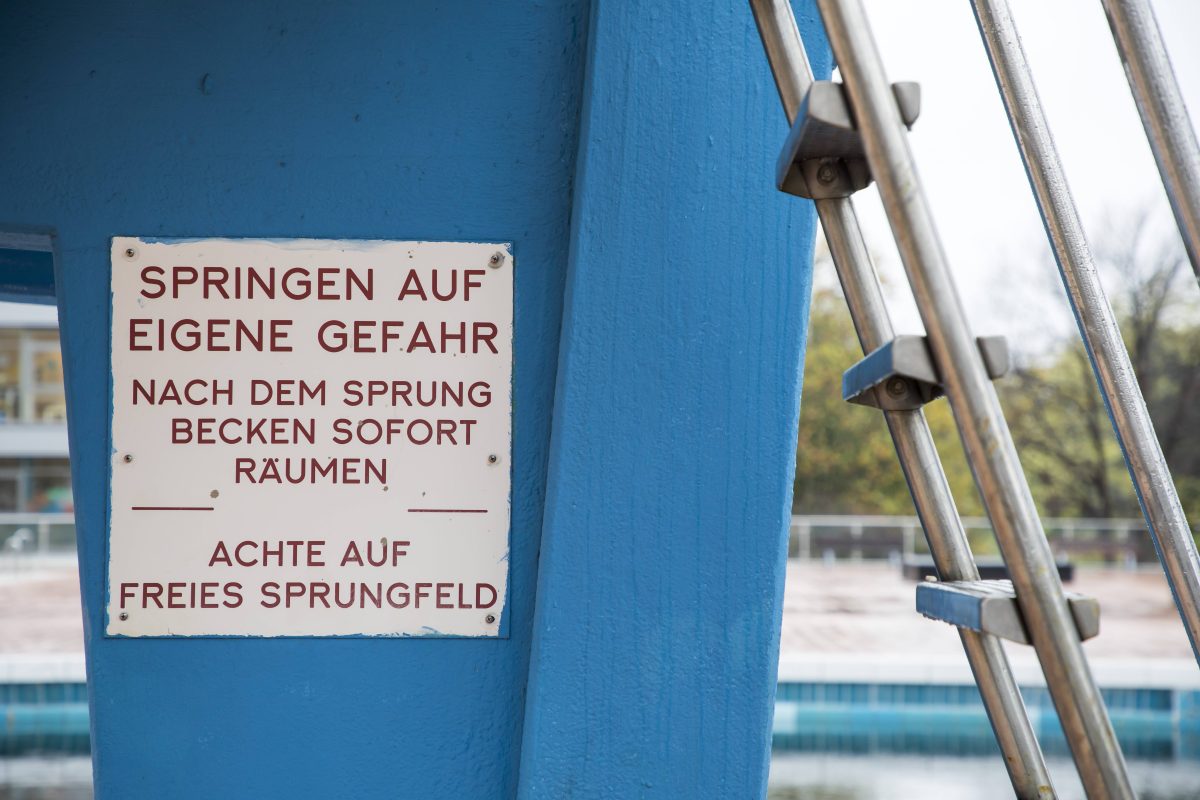 SPRINGEN AUF
EIGENE GEFAHR
NACH DEM SPRUNG
BECKEN SOFORT
RÄUMEN
ACHTE AUF
FREIES SPRUNGFELD